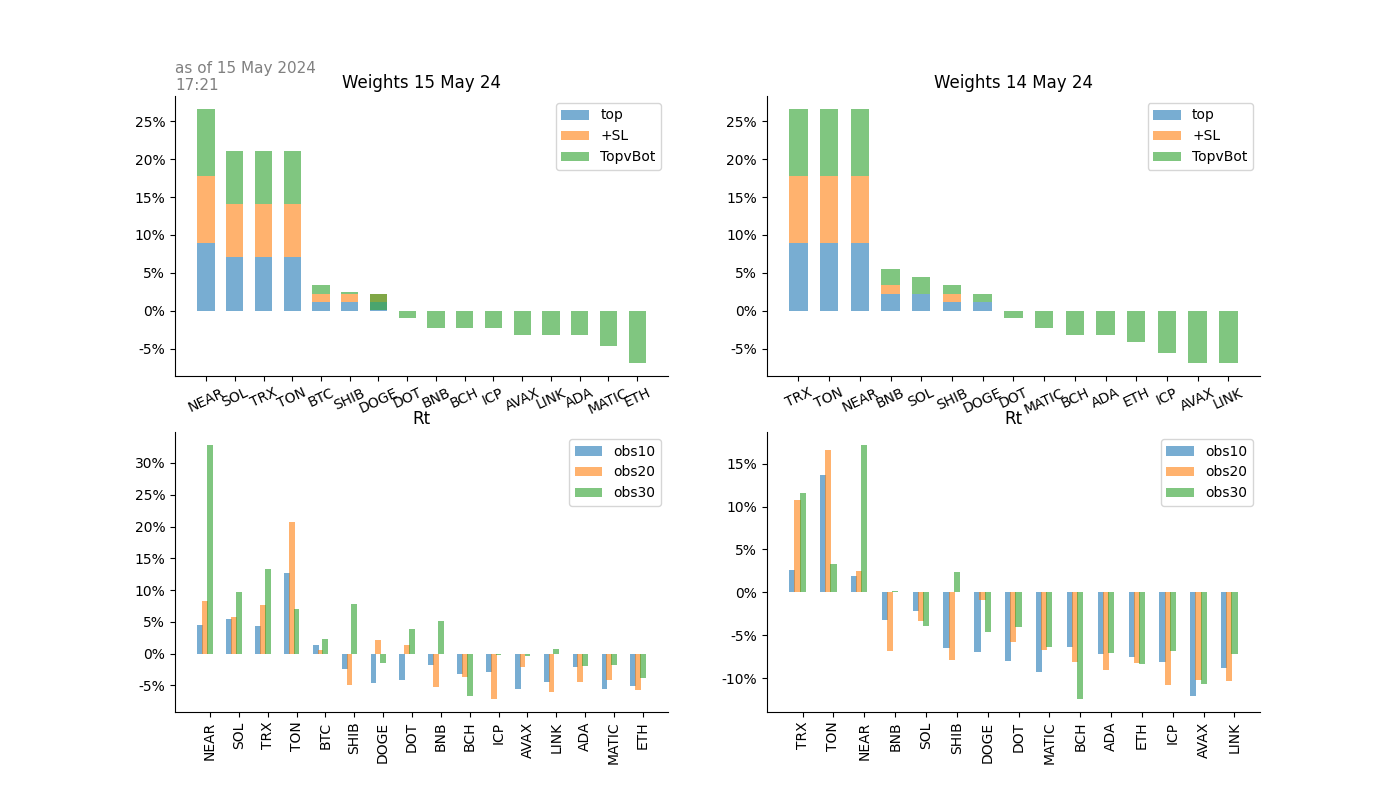 as of 15 May 2024
17:21
Weights 15 May 24
25%
20%
15%
10%
5%
0%
-5%
top
+SL
TopvBot
NEAR SOL TRX TON BTC SHIB DOGE DOT BNB BCH ICP AVAX LINK ADA MATIC ETH
Weights 14 May 24
25%
20%
15%
10%
5%
0%
-5%
top
+SL
TopvBot
TRX TON NEAR BNB SOL SHIB DOGE DOT MATIC BCH ADA ETH ICP AVAX LINK
Rt
30%
25%
20%
15%
10%
5%
0%
-5%
obs10
obs20
obs30
NEAR SOL TRX TON BTC SHIB DOGE DOT BNB BCH ICP AVAX LINK ADA MATIC ETH
Rt
15%
10%
5%
0%
-5%
-10%
obs10
obs20
obs30
TRX TON NEAR BNB SOL SHIB DOGE DOT MATIC BCH ADA ETH ICP AVAX LINK